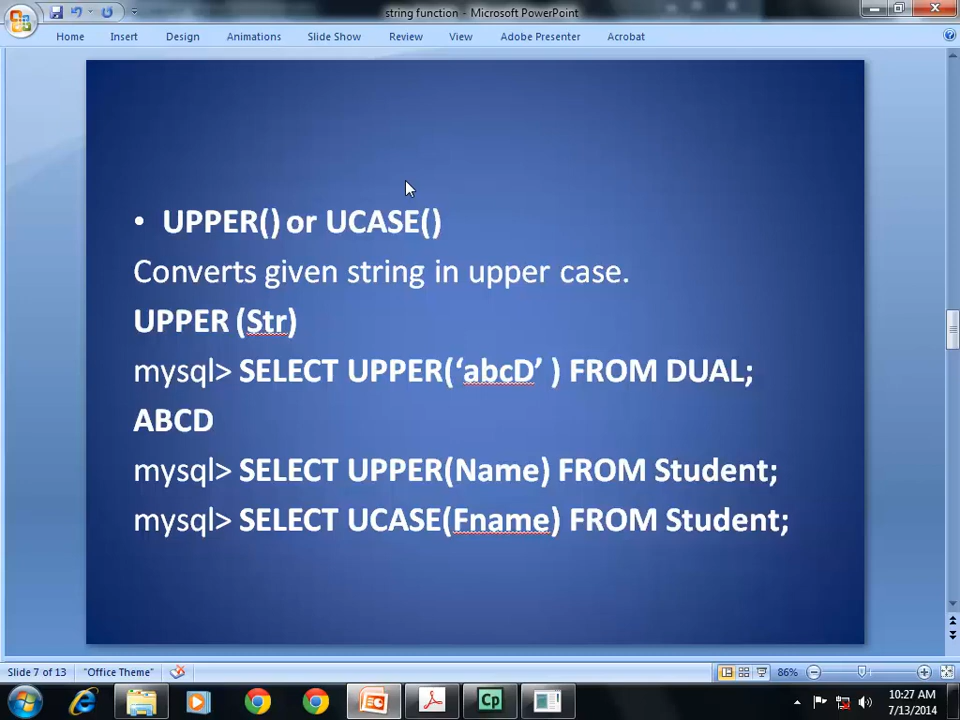 string function - Microsoft PowerPoint
Home Insert Design Animations Slide Show Review View Adobe Presenter Acrobat
• UPPER() or UCASE()
Converts given string in upper case.
UPPER (Str)
mysql> SELECT UPPER(‘abcD’ ) FROM DUAL;
ABCD
mysql> SELECT UPPER(Name) FROM Student;
mysql> SELECT UCASE(Fname) FROM Student;
Slide 7 of 13 "Office Theme" 86%
Cp 10:27 AM
7/13/2014